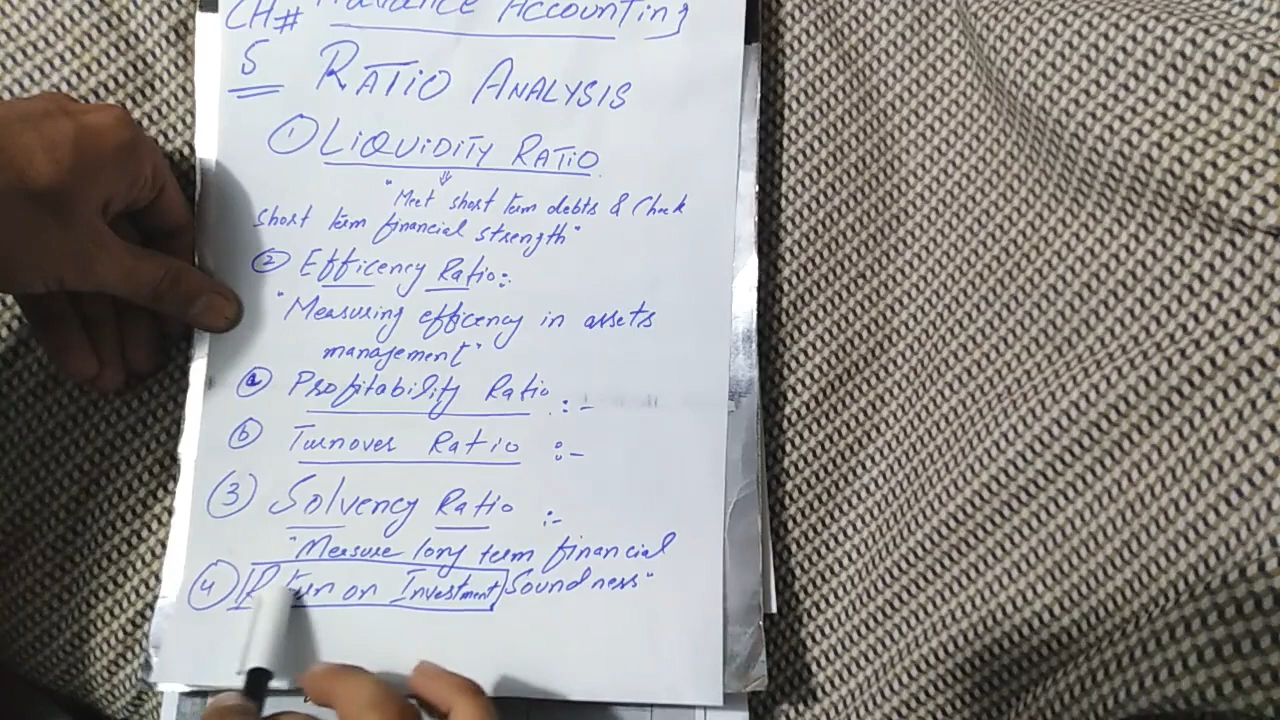 CH# Advance Accounting
5 RATIO ANALYSIS
① LIQUIDITY RATIO
"Meet short term debts & Check
short term financial strength"
② Efficency Ratio:
"Measuring efficency in assets
management"
ⓐ Profitability Ratio :-
ⓑ Turnover Ratio :-
③ Solvency Ratio :-
"Measure long term financial
④ Return on Investment Soundness"